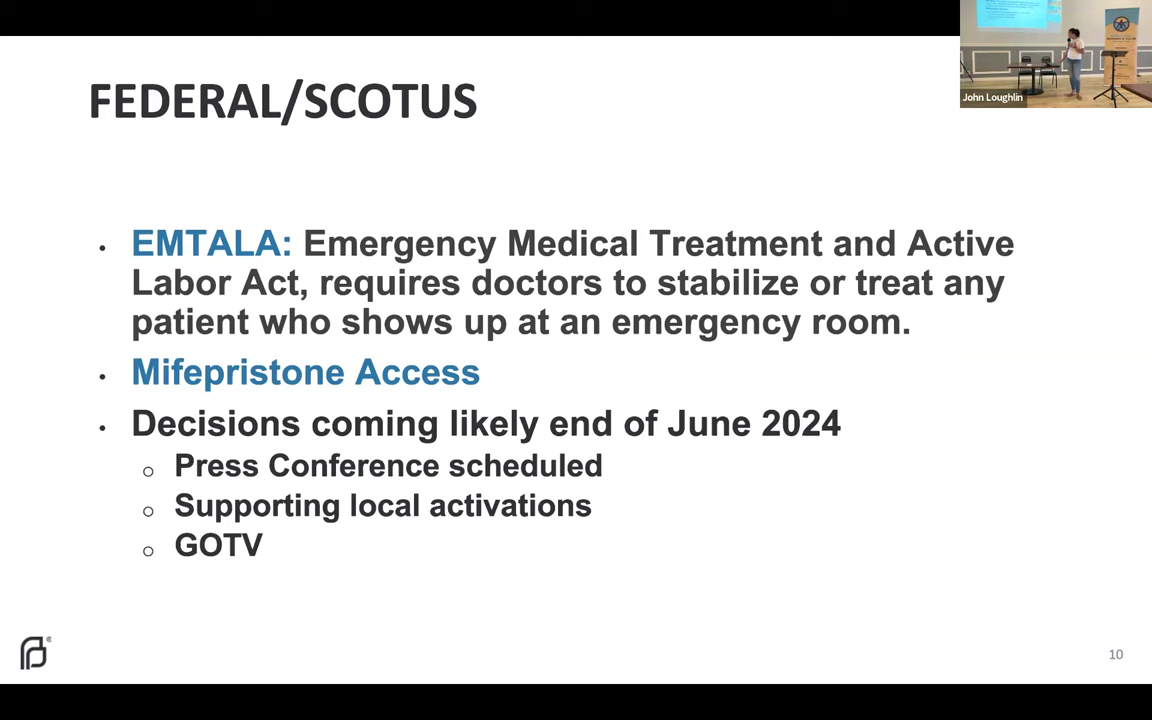 FEDERAL/SCOTUS
John Loughlin
• EMTALA: Emergency Medical Treatment and Active
Labor Act, requires doctors to stabilize or treat any
patient who shows up at an emergency room.
• Mifepristone Access
• Decisions coming likely end of June 2024
○ Press Conference scheduled
○ Supporting local activations
○ GOTV
10